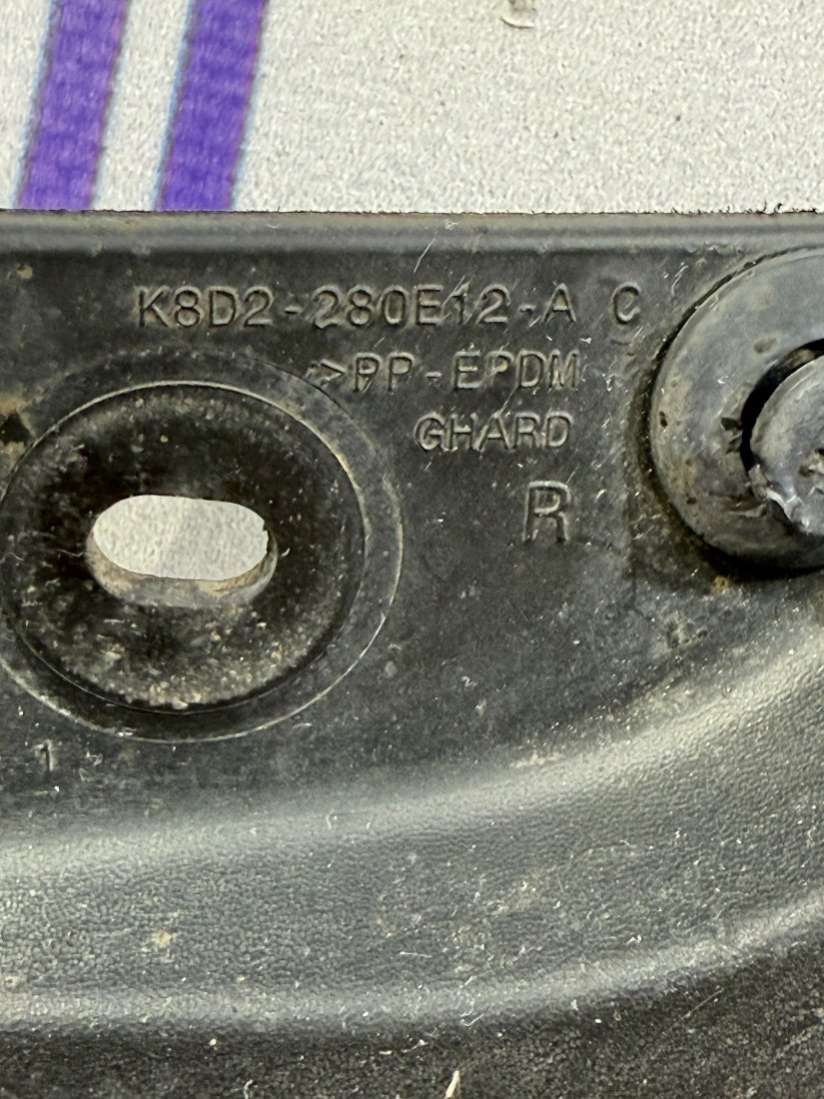 K8D2-280E12-A C
>PP-EPDM
GHARD
R
1